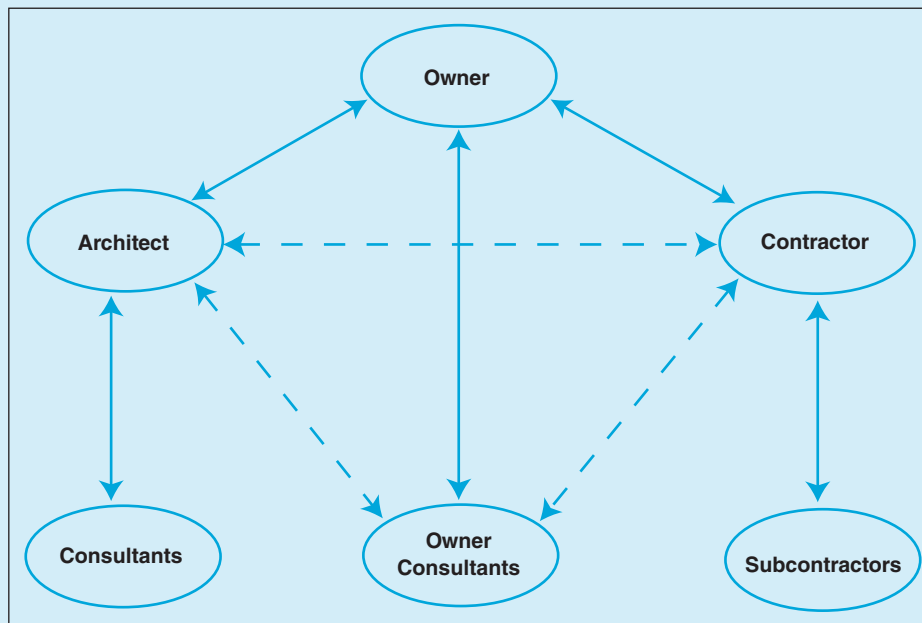 Owner
Architect
Contractor
Consultants
Owner
Consultants
Subcontractors